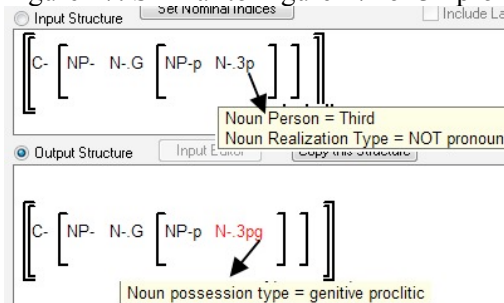 Input Structure Set Nominal Indices Include La
C- NP- N-.G NP-p N-.3p
Noun Person = Third
Noun Realization Type = NOT pronoun
Output Structure Input Copy this Structure
C- NP- N-.G NP-p N-.3pg
Noun possession type = genitive proclitic